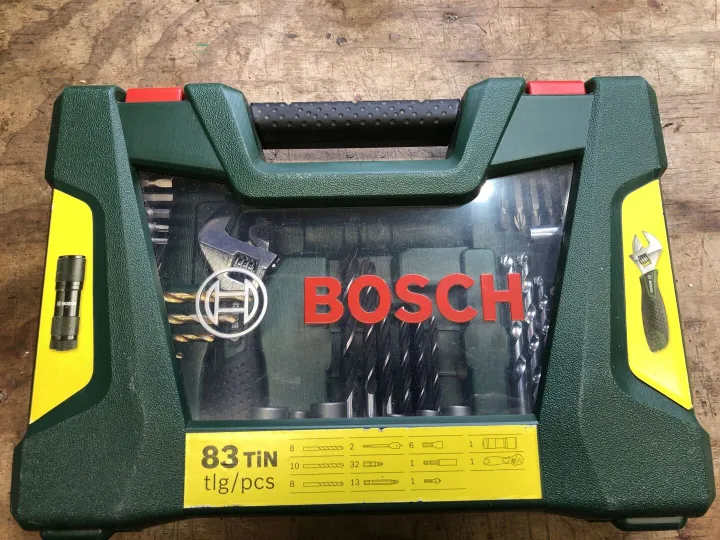 BOSCH
BOSCH
83 TiN
tlg/pcs
8 2 6 1
10 32 1 1
8 13 1